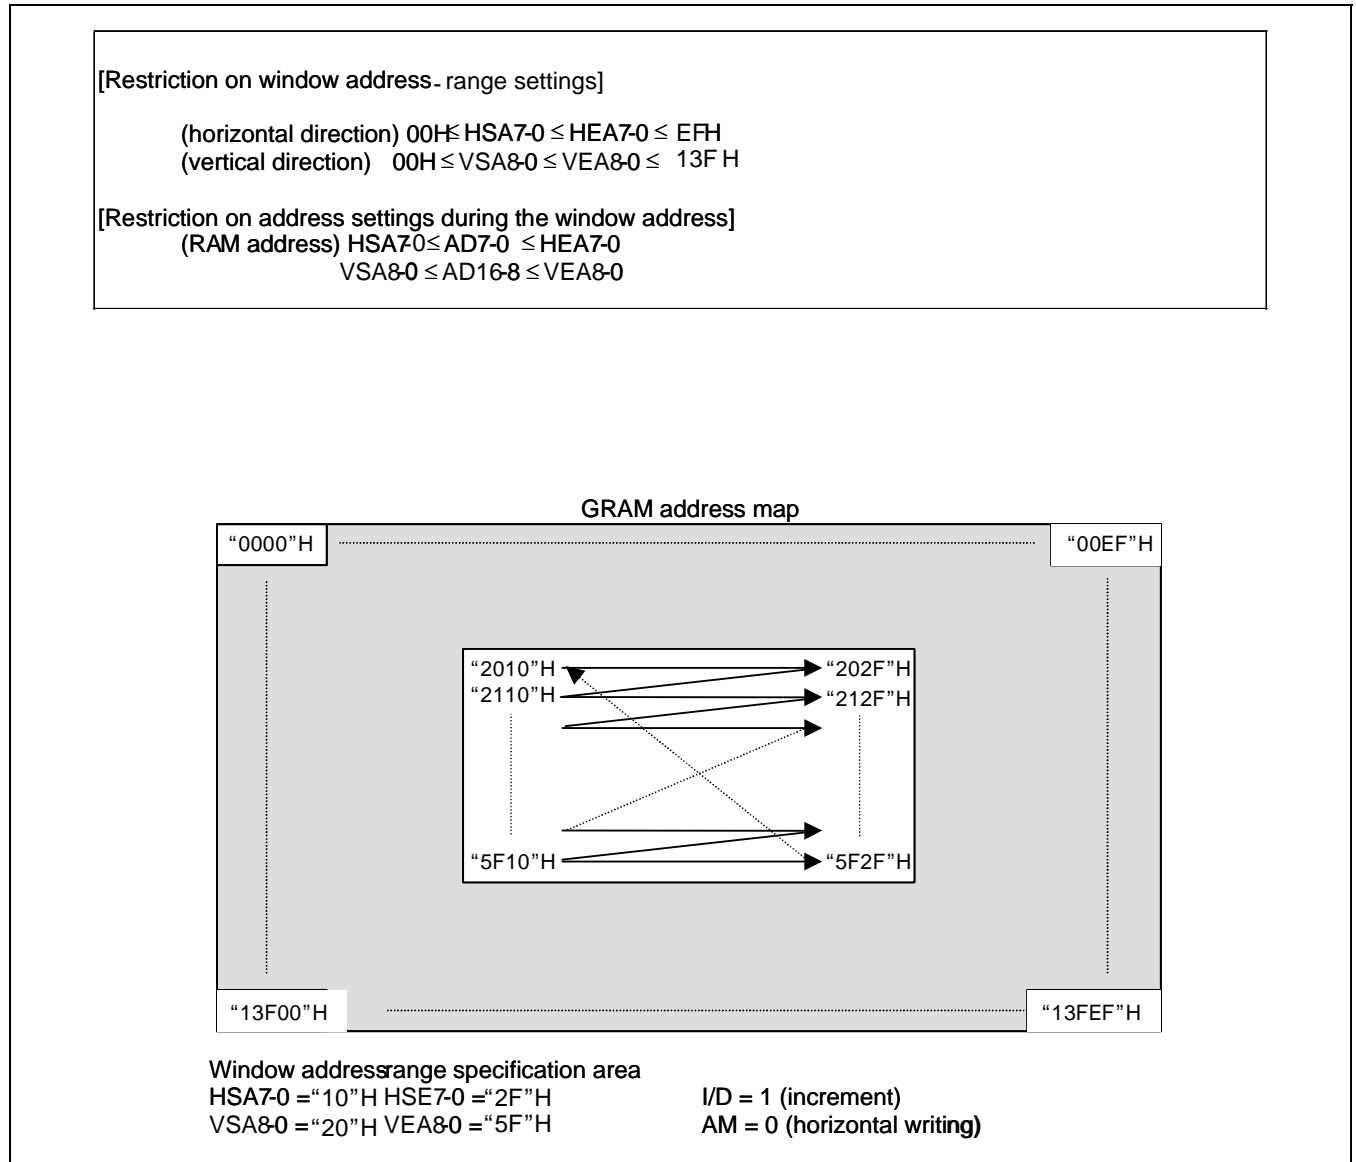 [Restriction on window address - range settings]
(horizontal direction) 00H ≤ HSA7-0 ≤ HEA7-0 ≤ EFH
(vertical direction) 00H ≤ VSA8-0 ≤ VEA8-0 ≤ 13F H
[Restriction on address settings during the window address]
(RAM address) HSA7-0 ≤ AD7-0 ≤ HEA7-0
VSA8-0 ≤ AD16-8 ≤ VEA8-0
GRAM address map
“0000”H “00EF”H
“2010”H “202F”H
“2110”H “212F”H
“5F10”H “5F2F”H
“13F00”H “13FEF”H
Window address range specification area
HSA7-0 = “10”H HSE7-0 = “2F”H I/D = 1 (increment)
VSA8-0 = “20”H VEA8-0 = “5F”H AM = 0 (horizontal writing)